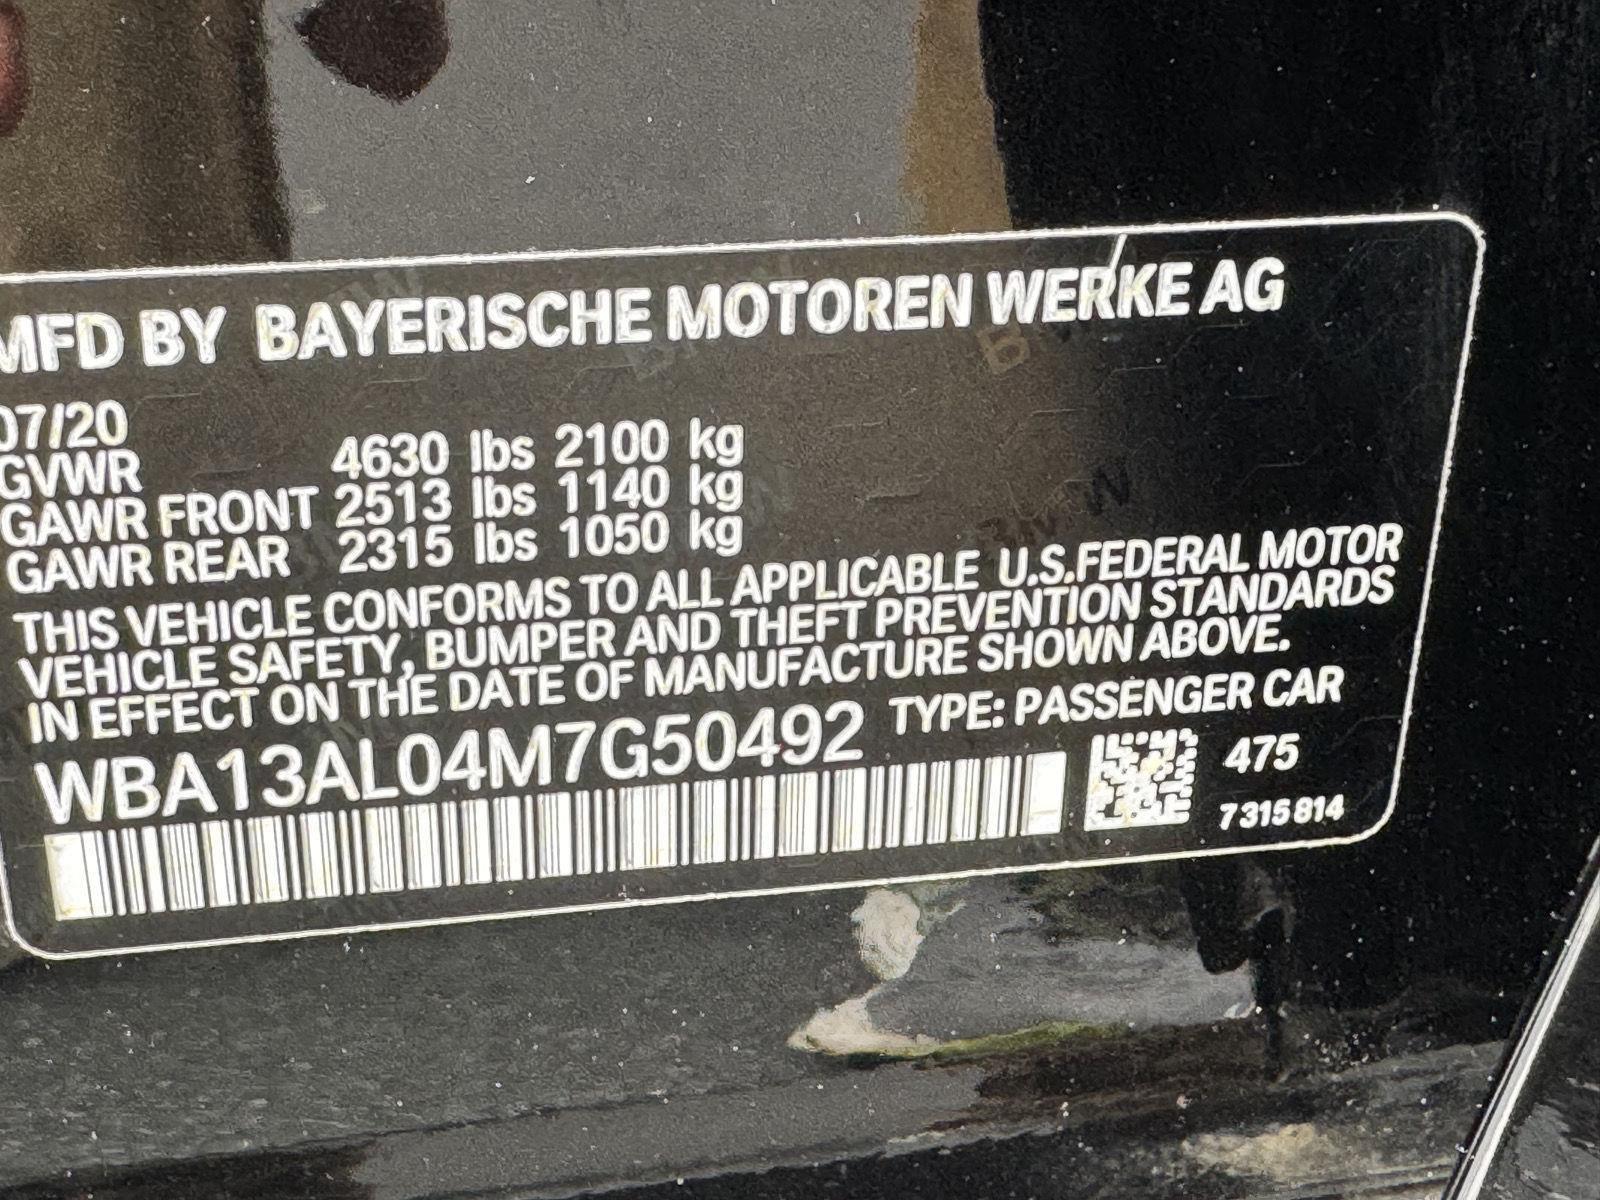 MFD BY BAYERISCHE MOTOREN WERKE AG
07/20
GVWR 4630 lbs 2100 kg
GAWR FRONT 2513 lbs 1140 kg
GAWR REAR 2315 lbs 1050 kg
THIS VEHICLE CONFORMS TO ALL APPLICABLE U.S.FEDERAL MOTOR
VEHICLE SAFETY, BUMPER AND THEFT PREVENTION STANDARDS
IN EFFECT ON THE DATE OF MANUFACTURE SHOWN ABOVE.
WBA13AL04M7G50492 TYPE: PASSENGER CAR
475
7315814